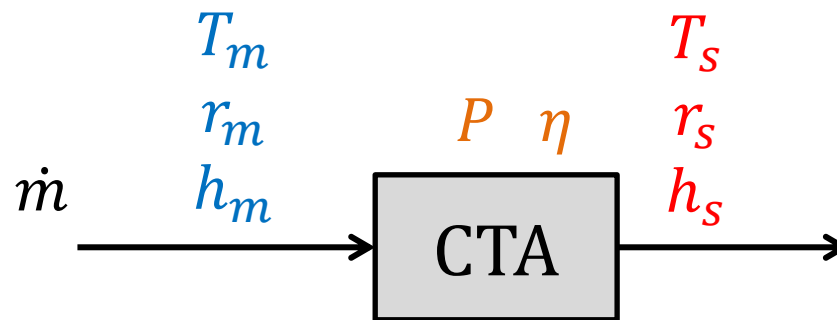 T_m T_s
r_m P η r_s
ṁ h_m h_s
CTA